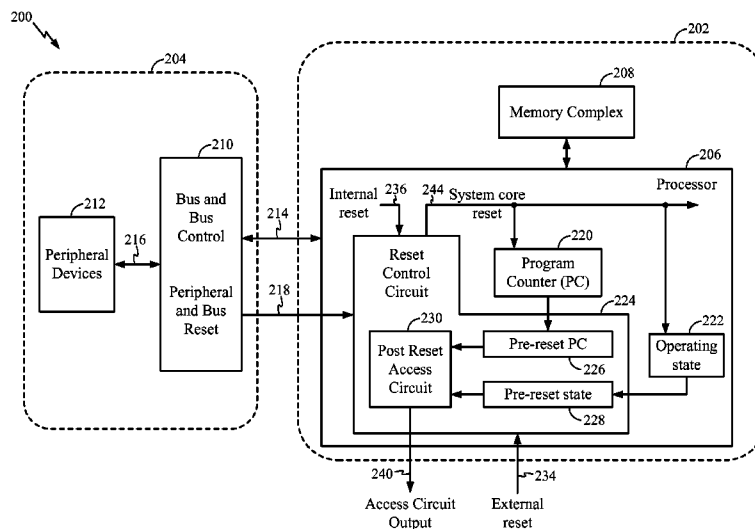 200
204
202
208
Memory Complex
206
210
Bus and
Bus
Control
Peripheral
and Bus
Reset
212
Peripheral
Devices
216
214
218
Internal
reset
236
244
System core
reset
Processor
Reset
Control
Circuit
220
Program
Counter (PC)
224
222
Operating
state
230
Post Reset
Access
Circuit
Pre-reset PC
226
Pre-reset state
228
240
234
Access Circuit
Output
External
reset